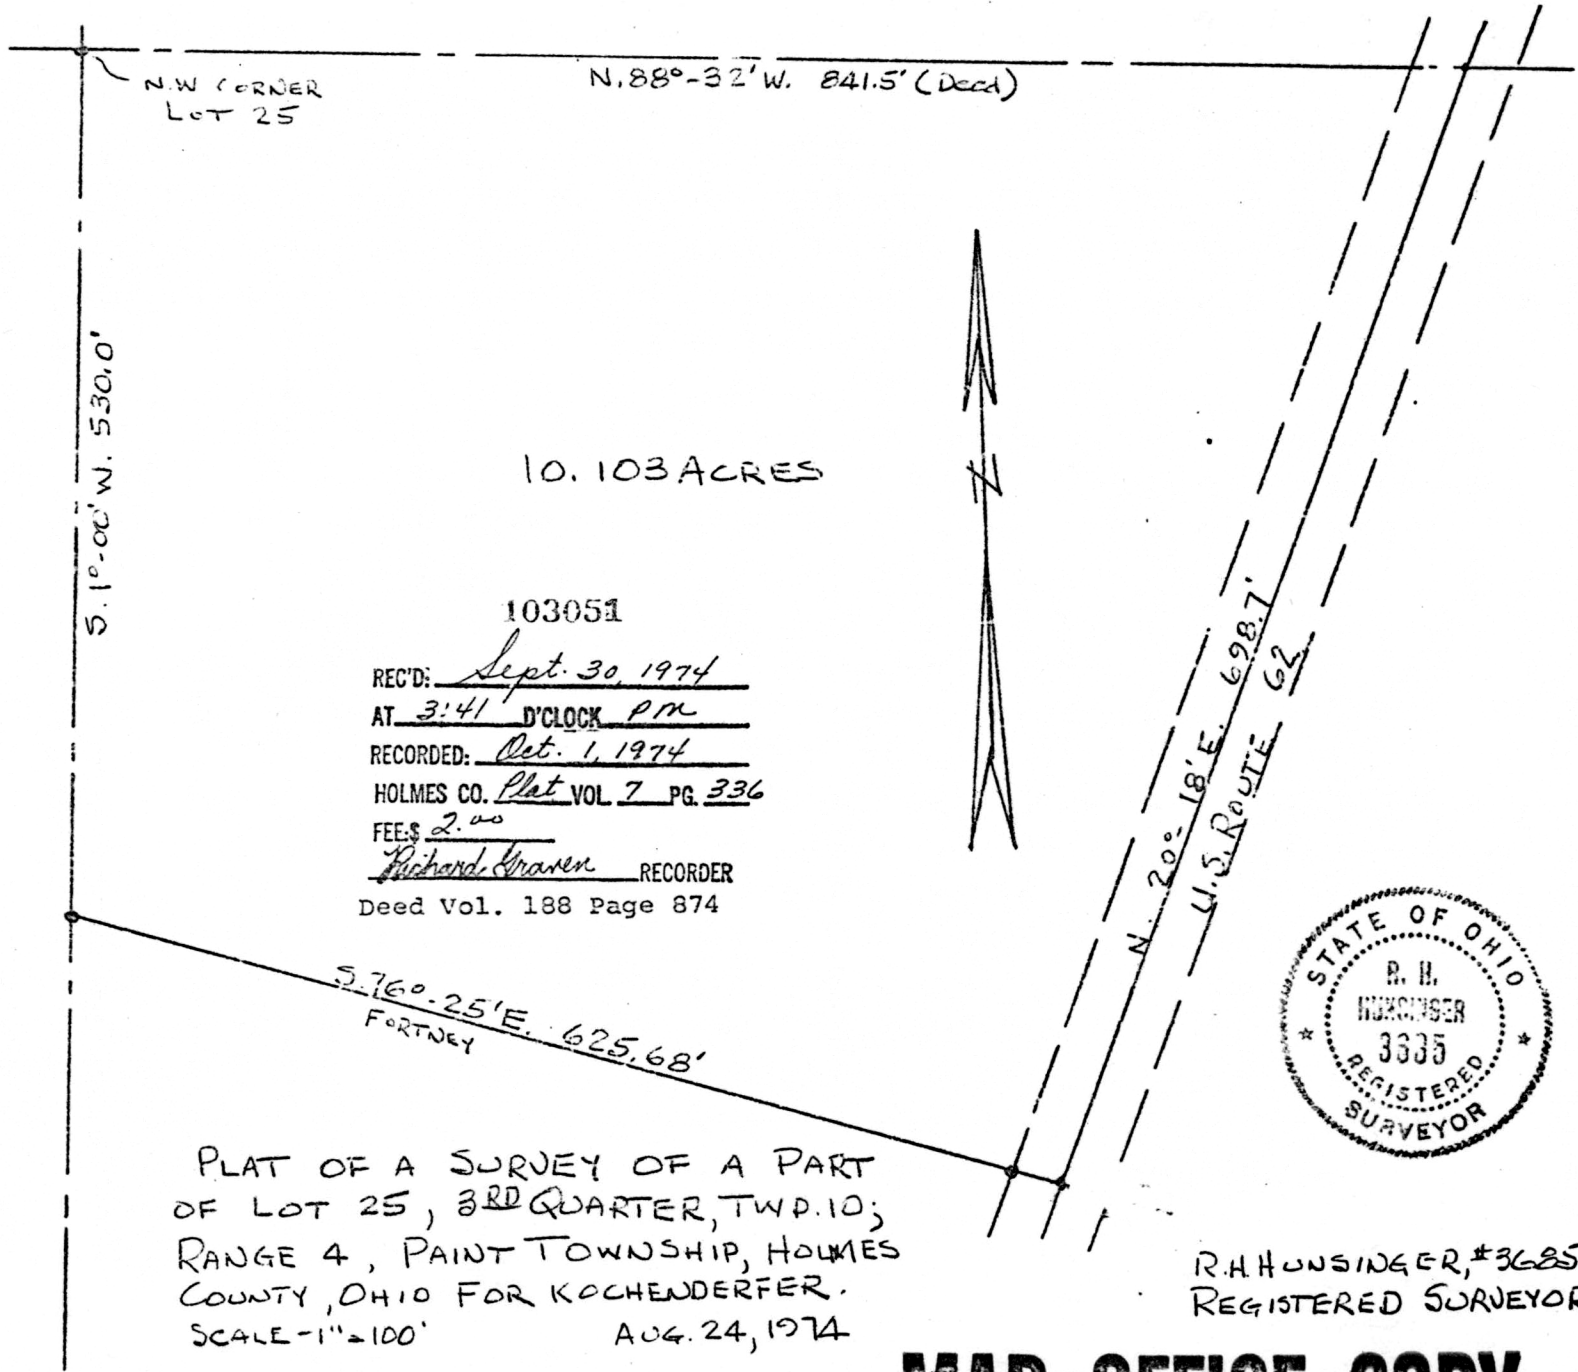 N.W CORNER
LOT 25
N.88°-32'W. 841.5' (Deed)
S.1°-00'W. 530.0'
10.103 ACRES
103051
REC'D: Sept. 30, 1974
AT 3:41 O'CLOCK PM
RECORDED: Oct. 1, 1974
HOLMES CO. Plat VOL. 7 PG. 336
FEE:$ 2.00
Richard Graven RECORDER
Deed Vol. 188 Page 874
N. 20°-18'E. 698.7'
U.S. ROUTE 62
S.76°-25'E. 625.68'
FORTNEY
STATE OF OHIO
R. H.
HUNSINGER
REGISTERED
SURVEYOR
PLAT OF A SURVEY OF A PART
OF LOT 25, 3RD QUARTER, TWP.10;
RANGE 4, PAINT TOWNSHIP, HOLMES
COUNTY, OHIO FOR KOCHENDERFER.
SCALE-1"=100' AUG. 24, 1974
R.H. HUNSINGER, #3685
REGISTERED SURVEYOR
MAP OFFICE COPY